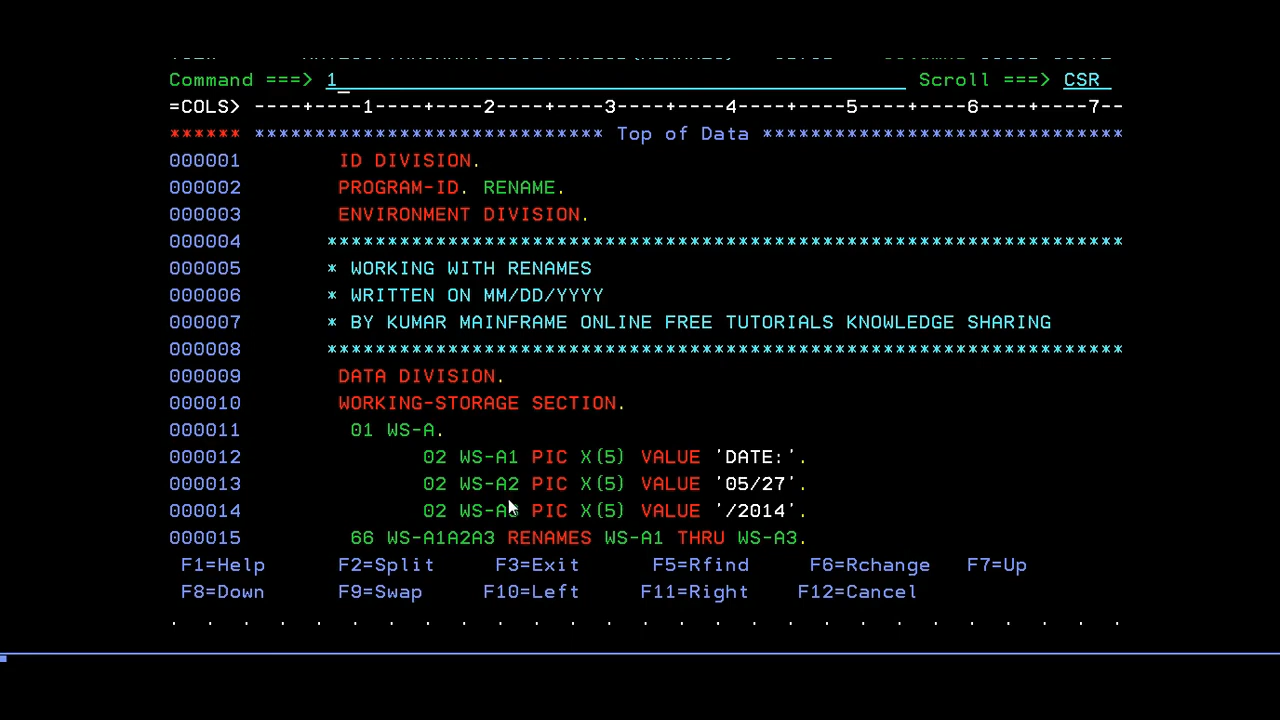 Command ===> 1 Scroll ===> CSR
=COLS> ----+----1----+----2----+----3----+----4----+----5----+----6----+----7--
****** ***************************** Top of Data ******************************
000001 ID DIVISION.
000002 PROGRAM-ID. RENAME.
000003 ENVIRONMENT DIVISION.
000004 ******************************************************************
000005 * WORKING WITH RENAMES
000006 * WRITTEN ON MM/DD/YYYY
000007 * BY KUMAR MAINFRAME ONLINE FREE TUTORIALS KNOWLEDGE SHARING
000008 ******************************************************************
000009 DATA DIVISION.
000010 WORKING-STORAGE SECTION.
000011 01 WS-A.
000012 02 WS-A1 PIC X(5) VALUE 'DATE:'.
000013 02 WS-A2 PIC X(5) VALUE '05/27'.
000014 02 WS-A3 PIC X(5) VALUE '/2014'.
000015 66 WS-A1A2A3 RENAMES WS-A1 THRU WS-A3.
F1=Help F2=Split F3=Exit F5=Rfind F6=Rchange F7=Up
F8=Down F9=Swap F10=Left F11=Right F12=Cancel
. . . . . . . . . . . . . . . . . . . . . . . . . . .